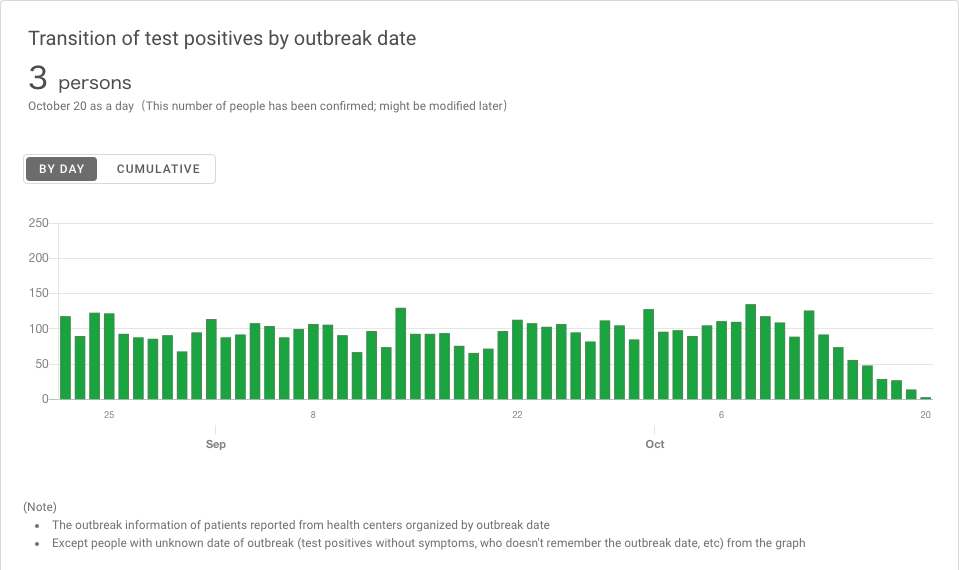 Transition of test positives by outbreak date
3 persons
October 20 as a day（This number of people has been confirmed; might be modified later）
BY DAY CUMULATIVE
250
200
150
100
50
0
25 8 22 6 20
Sep Oct
(Note)
• The outbreak information of patients reported from health centers organized by outbreak date
• Except people with unknown date of outbreak (test positives without symptoms, who doesn't remember the outbreak date, etc) from the graph